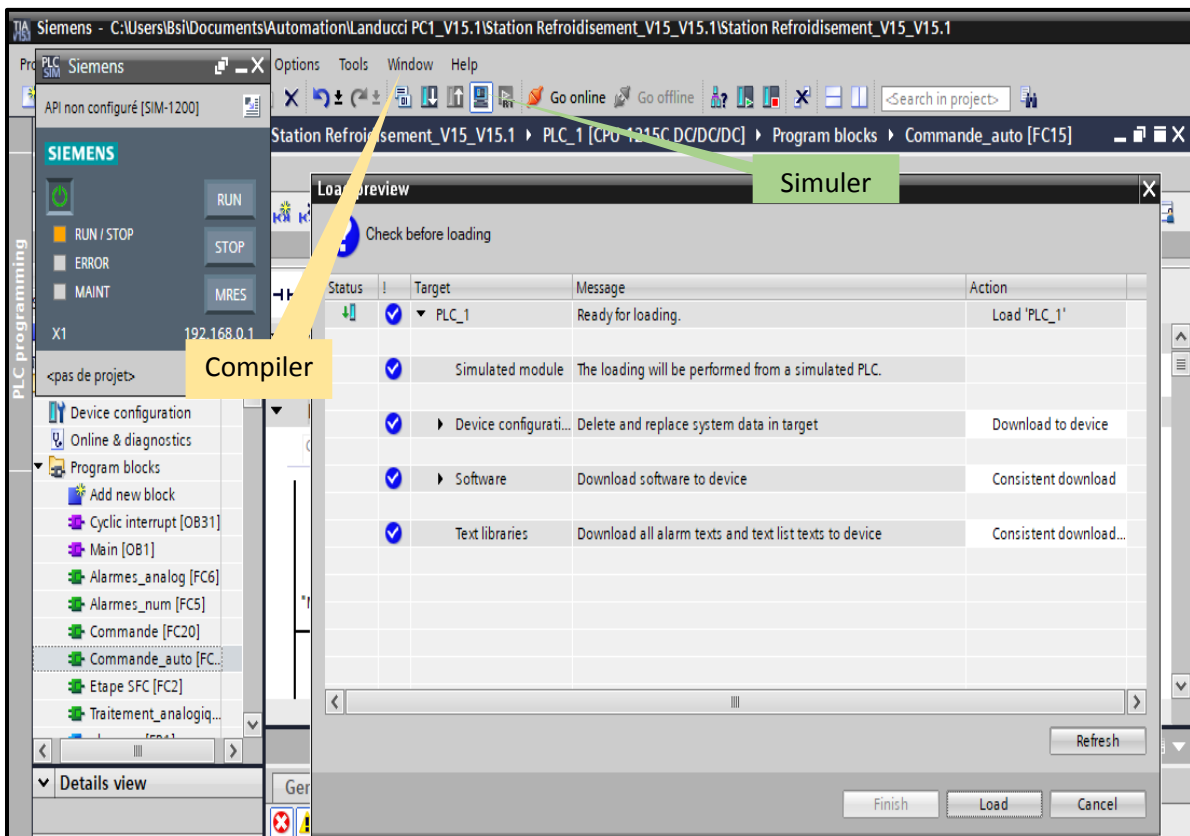 Siemens - C:\Users\Bsi\Documents\Automation\Landucci PC1_V15.1\Station Refroidisement_V15_V15.1\Station Refroidisement_V15_V15.1
Options Tools Window Help
PLC SIM Siemens
API non configuré [SIM-1200]
Go online Go offline <Search in project>
Station Refroidisement_V15_V15.1 PLC_1 [CPU 1215C DC/DC/DC] Program blocks Commande_auto [FC15]
SIEMENS
RUN
RUN / STOP
STOP
ERROR
MAINT
MRES
X1 192.168.0.1
<pas de projet>
Simuler
Compiler
PLC programming
Load preview
Check before loading
Status ! Target Message Action
PLC_1 Ready for loading. Load 'PLC_1'
Simulated module The loading will be performed from a simulated PLC.
Device configurati... Delete and replace system data in target Download to device
Software Download software to device Consistent download
Text libraries Download all alarm texts and text list texts to device Consistent download...
Refresh
Finish Load Cancel
Device configuration
Online & diagnostics
Program blocks
Add new block
Cyclic interrupt [OB31]
Main [OB1]
Alarmes_analog [FC6]
Alarmes_num [FC5]
Commande [FC20]
Commande_auto [FC..
Etape SFC [FC2]
Traitement_analogiq...
Details view
Ger